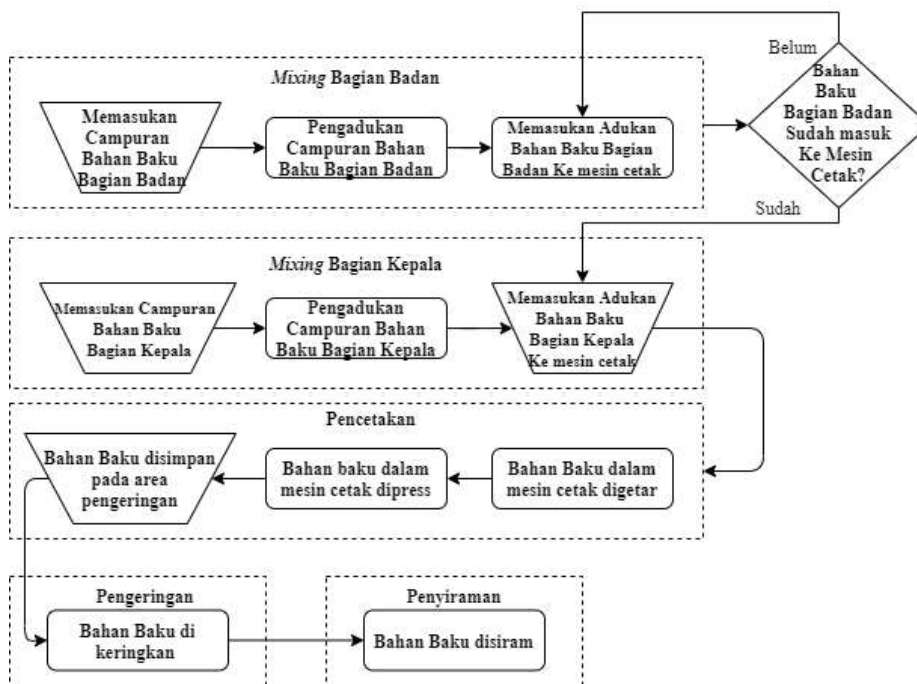 Mixing Bagian Badan
Memasukan
Campuran
Bahan Baku
Bagian Badan
Pengadukan
Campuran Bahan
Baku Bagian Badan
Memasukan Adukan
Bahan Baku Bagian
Badan Ke mesin cetak
Belum
Bahan
Baku
Bagian Badan
Sudah masuk
Ke Mesin
Cetak?
Sudah
Mixing Bagian Kepala
Memasukan Campuran
Bahan Baku
Bagian Kepala
Pengadukan
Campuran Bahan
Baku Bagian Kepala
Memasukan Adukan
Bahan Baku
Bagian Kepala
Ke mesin cetak
Pencetakan
Bahan Baku disimpan
pada area
pengeringan
Bahan baku dalam
mesin cetak dipress
Bahan Baku dalam
mesin cetak digetar
Pengeringan
Bahan Baku di
keringkan
Penyiraman
Bahan Baku disiram